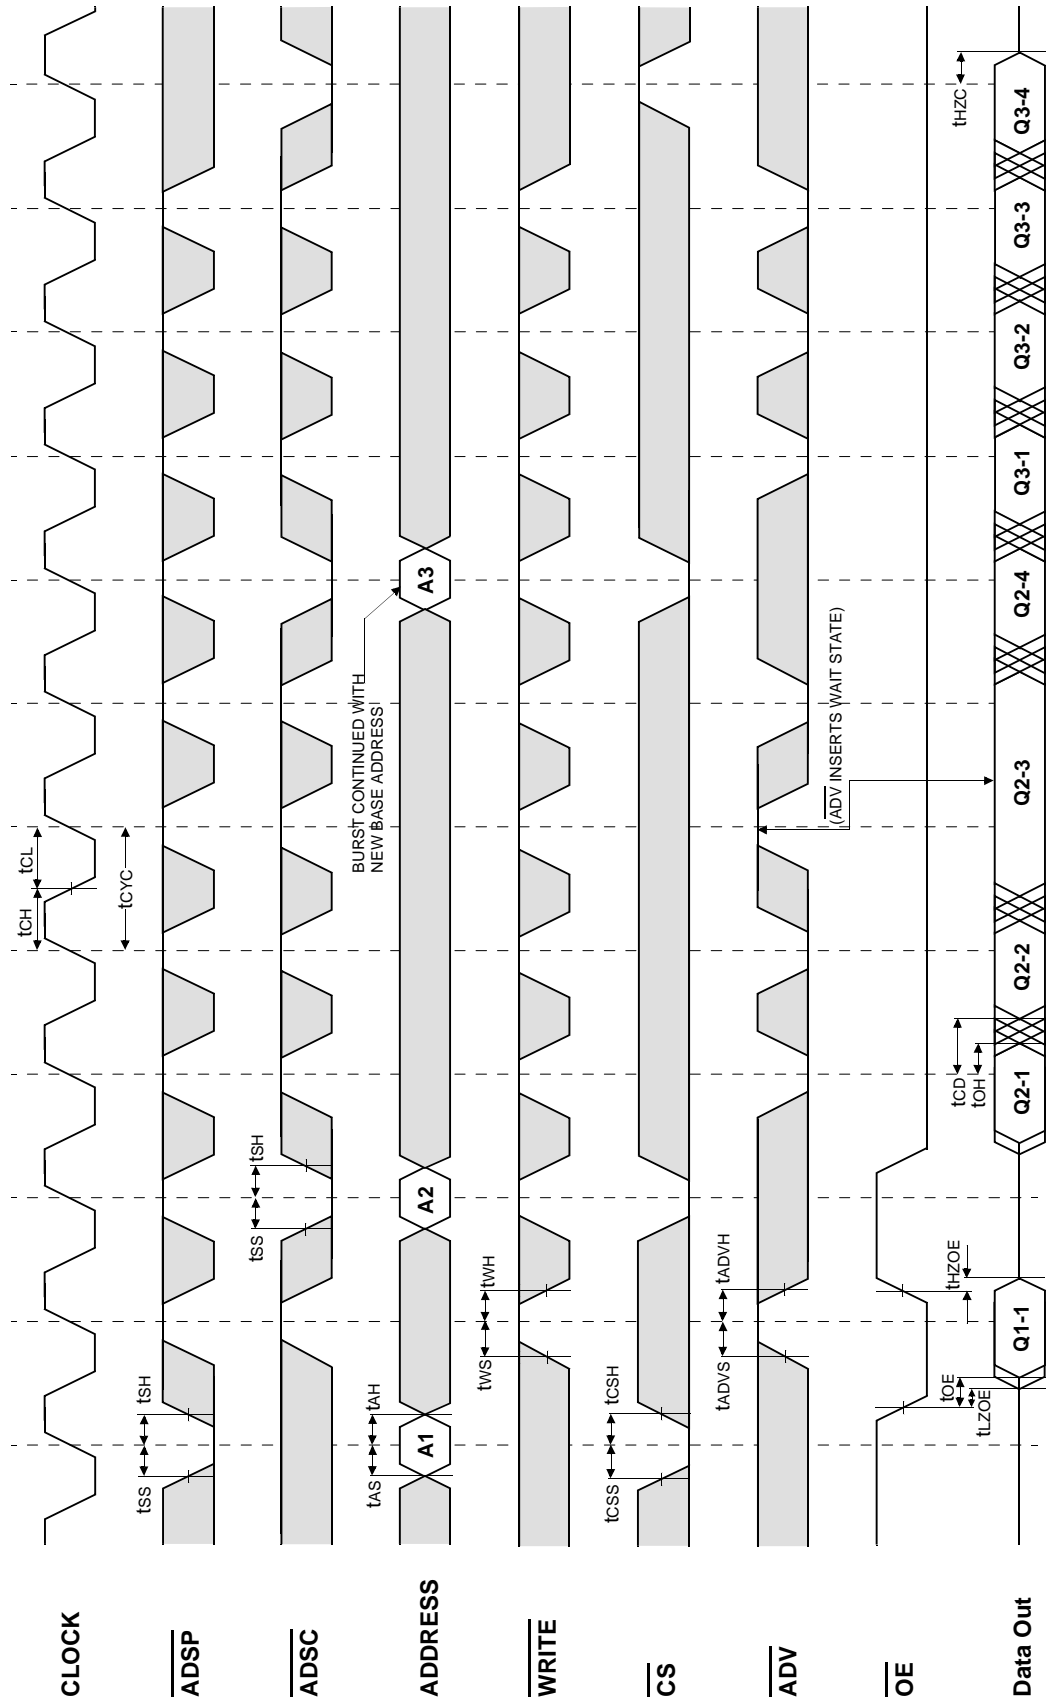 CLOCK
tCH
tCL
tCYC
ADSP
tSS
tSH
ADSC
tSS
tSH
ADDRESS
tAS
tAH
A1
A2
A3
BURST CONTINUED WITH
NEW BASE ADDRESS
WRITE
tWS
tWH
CS
tCSS
tCSH
ADV
tADVS
tADVH
(ADV INSERTS WAIT STATE)
OE
tOE
tLZOE
tHZOE
tCD
tOH
tHZC
Data Out
Q1-1
Q2-1
Q2-2
Q2-3
Q2-4
Q3-1
Q3-2
Q3-3
Q3-4